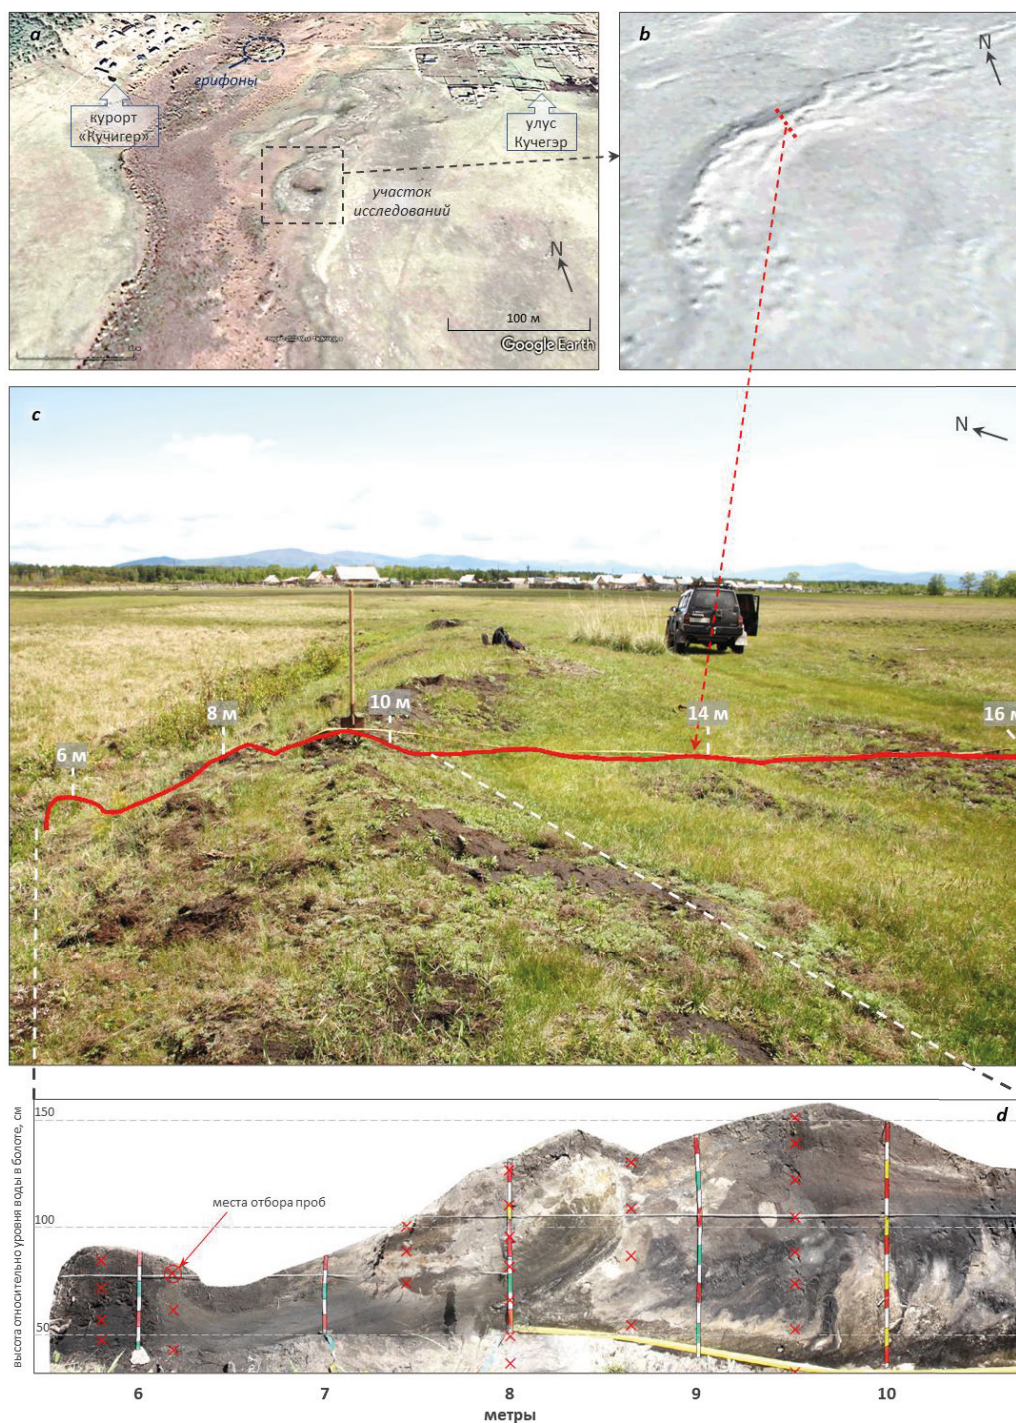 a
грифоны
курорт
«Кучигер»
улус
Кучегэр
участок
исследований
N
100 м
Google Earth
b
N
c
N
6 м
8 м
10 м
14 м
16 м
d
высота относительно уровня воды в болоте, см
150
100
50
места отбора проб
6
7
8
9
10
метры